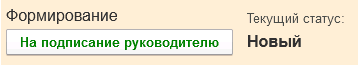 Формирование
На подписание руководителю
Текущий статус:
Новый